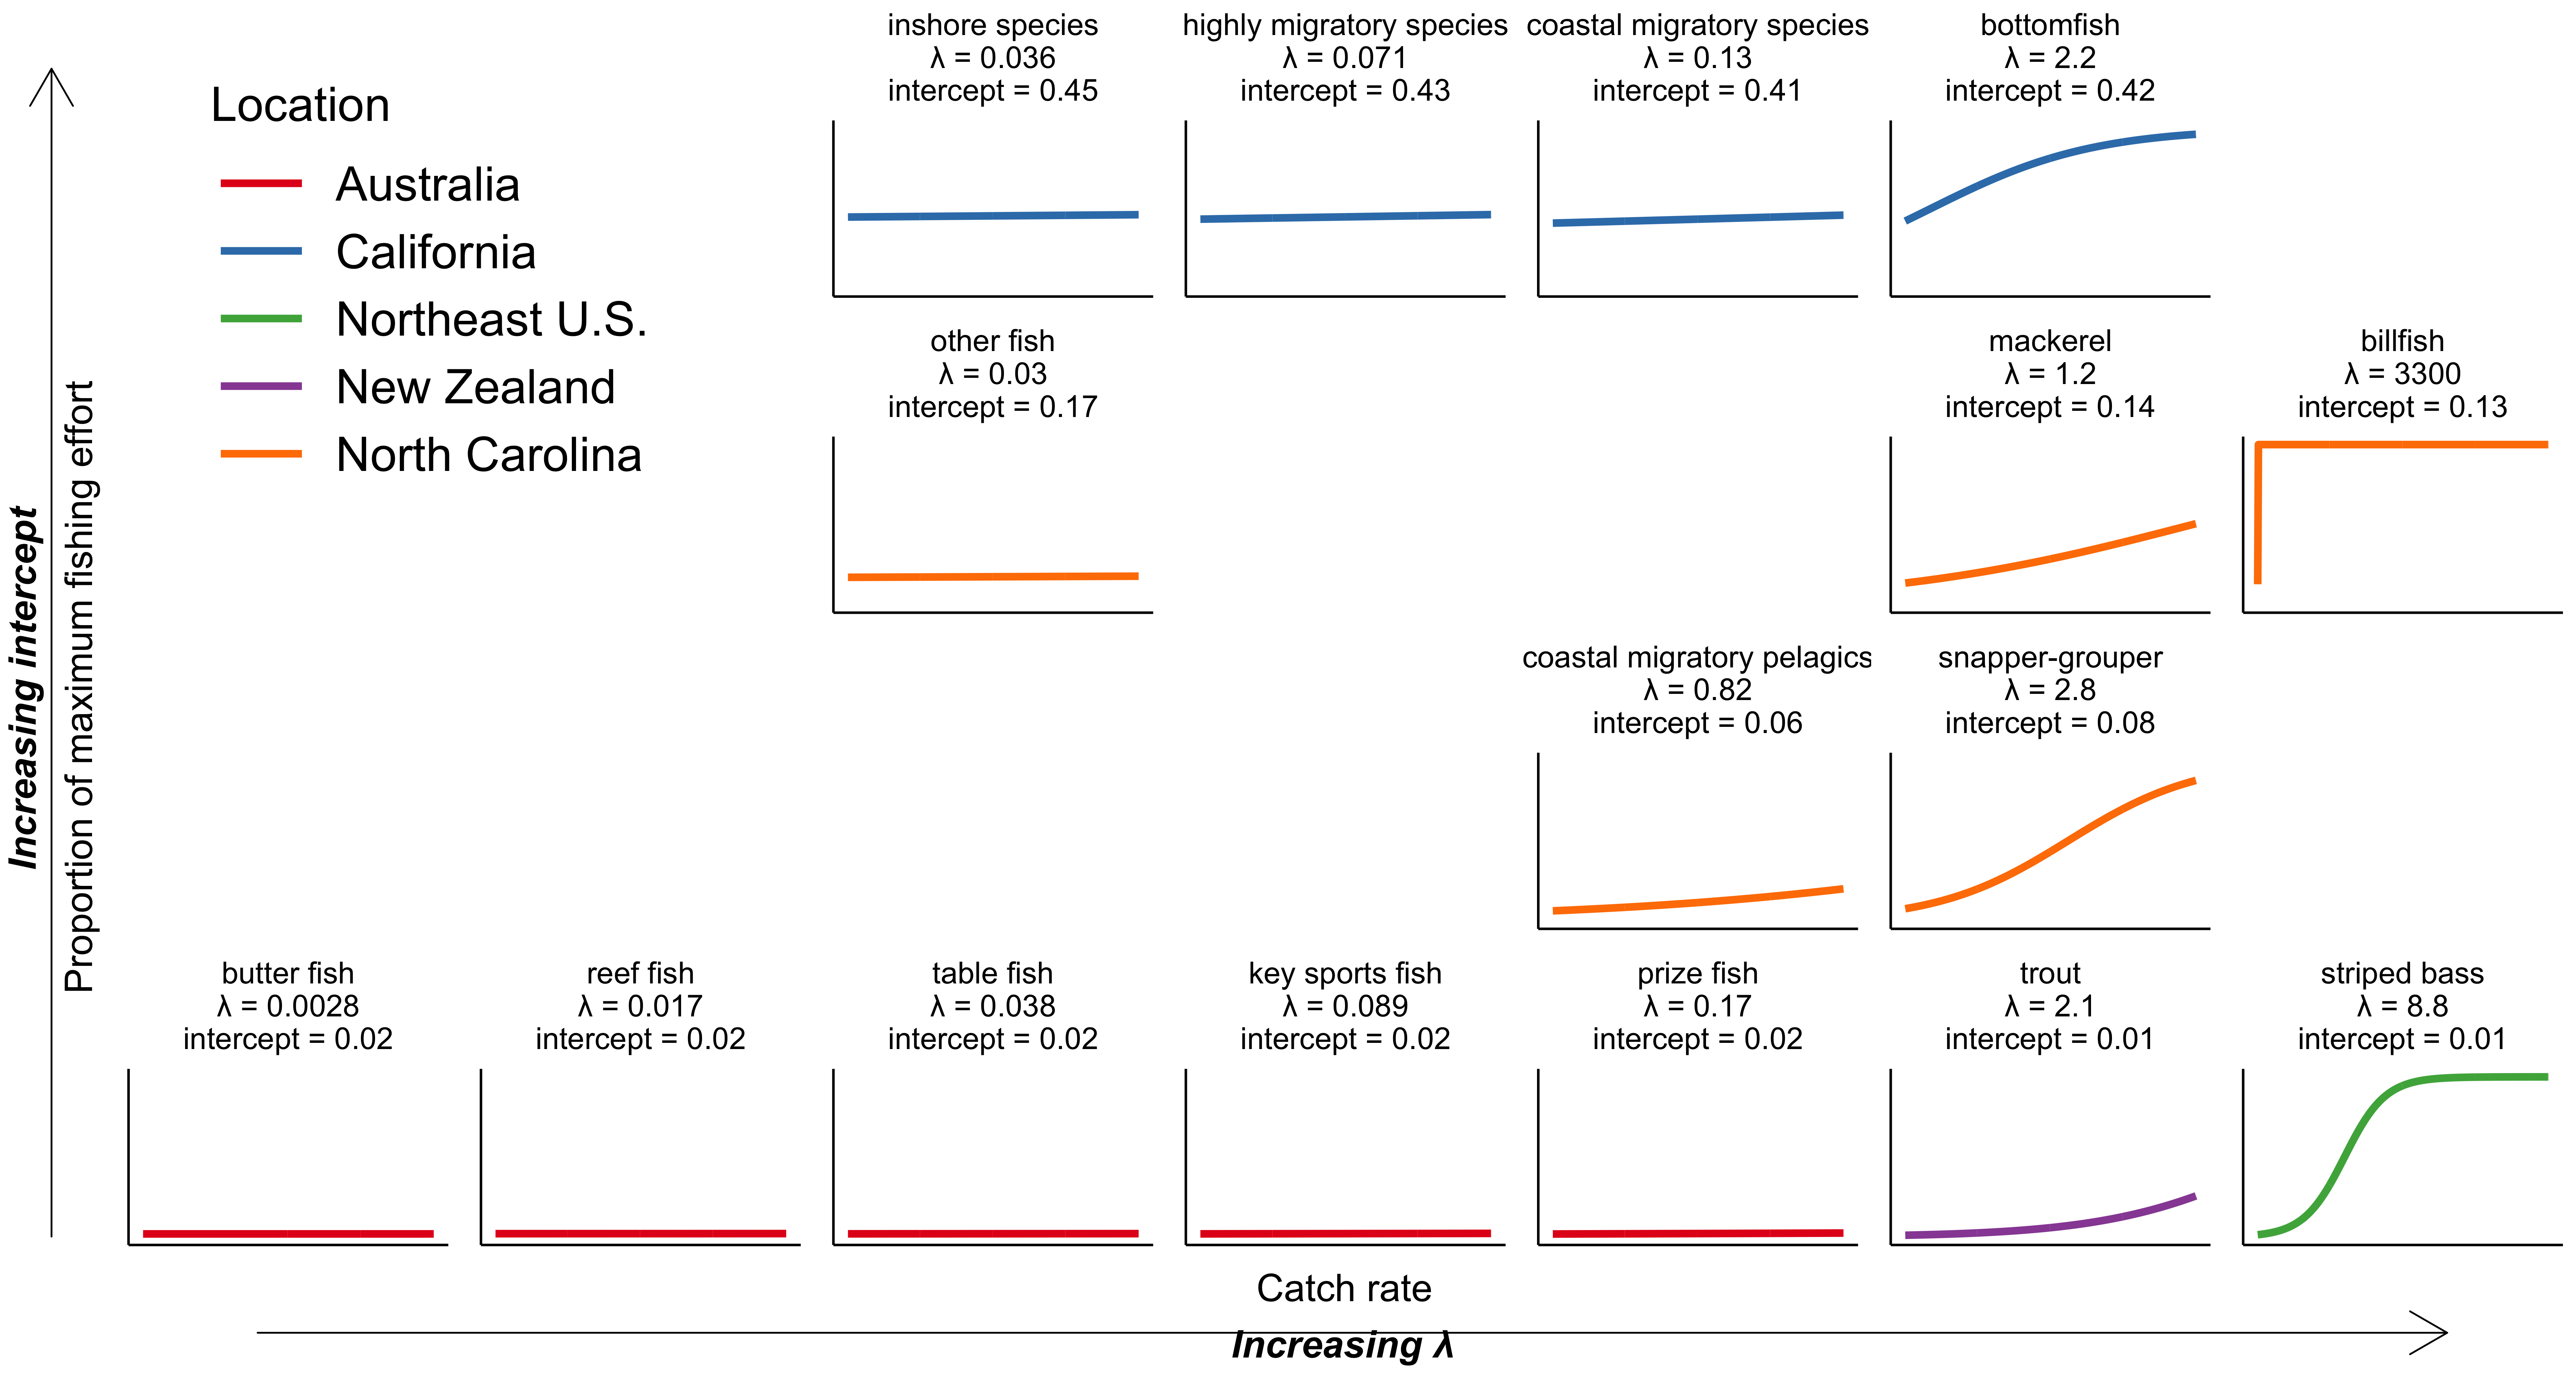 inshore species
λ = 0.036
intercept = 0.45
highly migratory species
λ = 0.071
intercept = 0.43
coastal migratory species
λ = 0.13
intercept = 0.41
bottomfish
λ = 2.2
intercept = 0.42
Location
Australia
California
Northeast U.S.
New Zealand
North Carolina
other fish
λ = 0.03
intercept = 0.17
mackerel
λ = 1.2
intercept = 0.14
billfish
λ = 3300
intercept = 0.13
Increasing intercept
Proportion of maximum fishing effort
coastal migratory pelagics
λ = 0.82
intercept = 0.06
snapper-grouper
λ = 2.8
intercept = 0.08
butter fish
λ = 0.0028
intercept = 0.02
reef fish
λ = 0.017
intercept = 0.02
table fish
λ = 0.038
intercept = 0.02
key sports fish
λ = 0.089
intercept = 0.02
prize fish
λ = 0.17
intercept = 0.02
trout
λ = 2.1
intercept = 0.01
striped bass
λ = 8.8
intercept = 0.01
Catch rate
Increasing λ